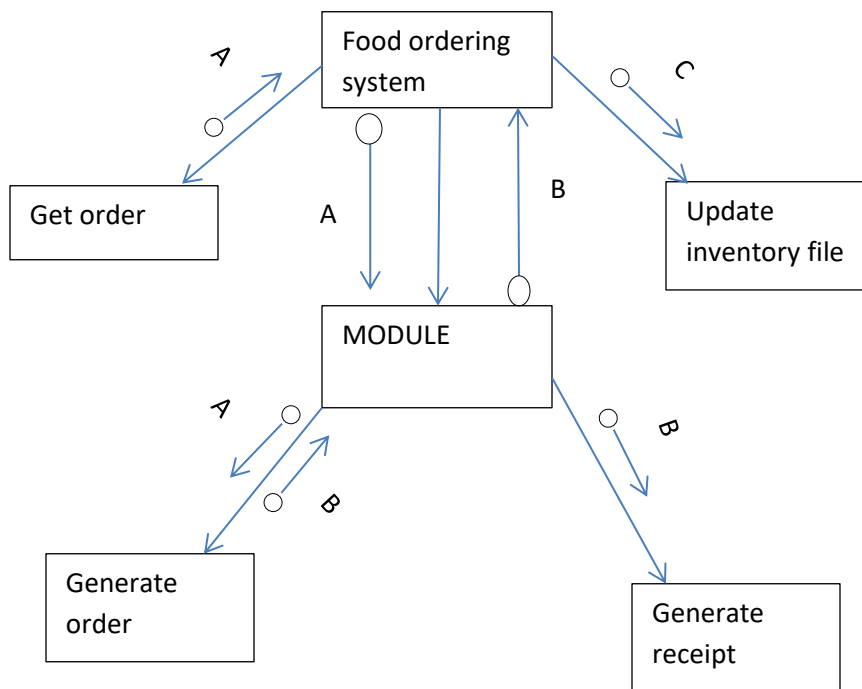 Food ordering
system
A
C
Get order
A
B
Update
inventory file
MODULE
A
B
B
Generate
order
Generate
receipt